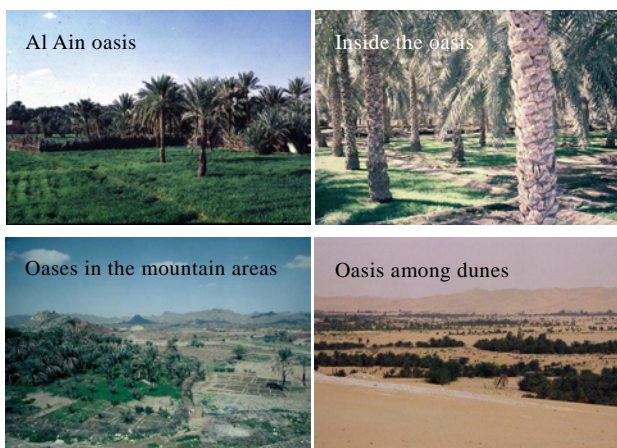 Al Ain oasis
Inside the oasis
Oases in the mountain areas
Oasis among dunes